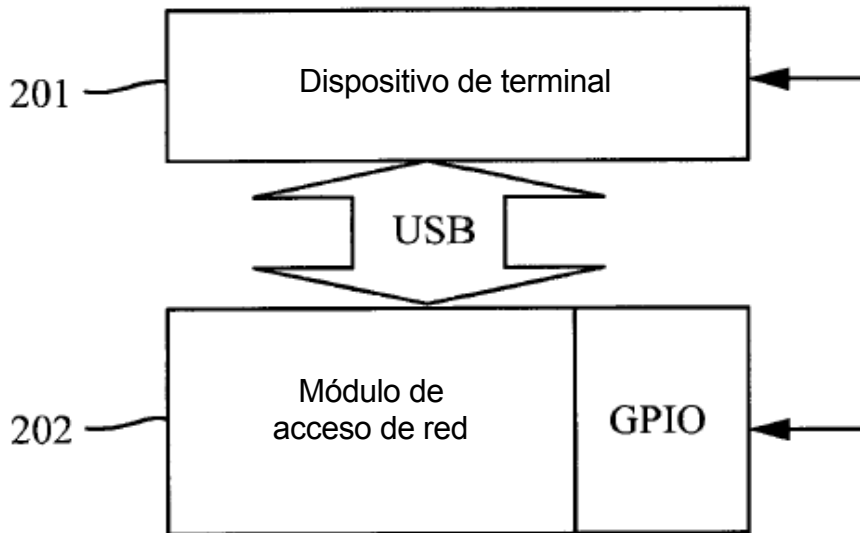 201
Dispositivo de terminal
USB
202
Módulo de
acceso de red
GPIO